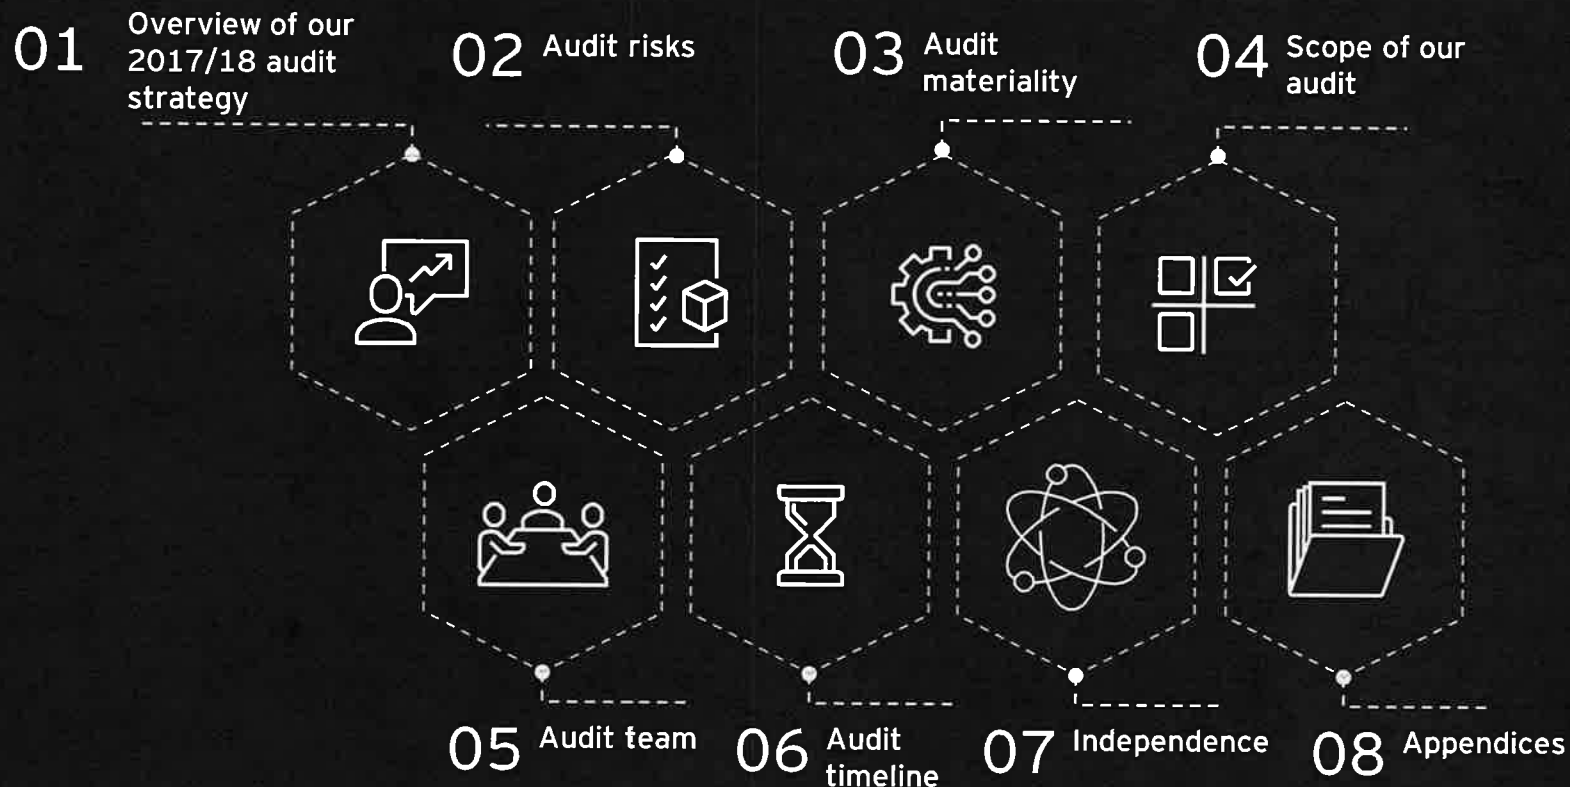 01 Overview of our
2017/18 audit
strategy
02 Audit risks
03 Audit
materiality
04 Scope of our
audit
05 Audit team
06 Audit
timeline
07 Independence
08 Appendices